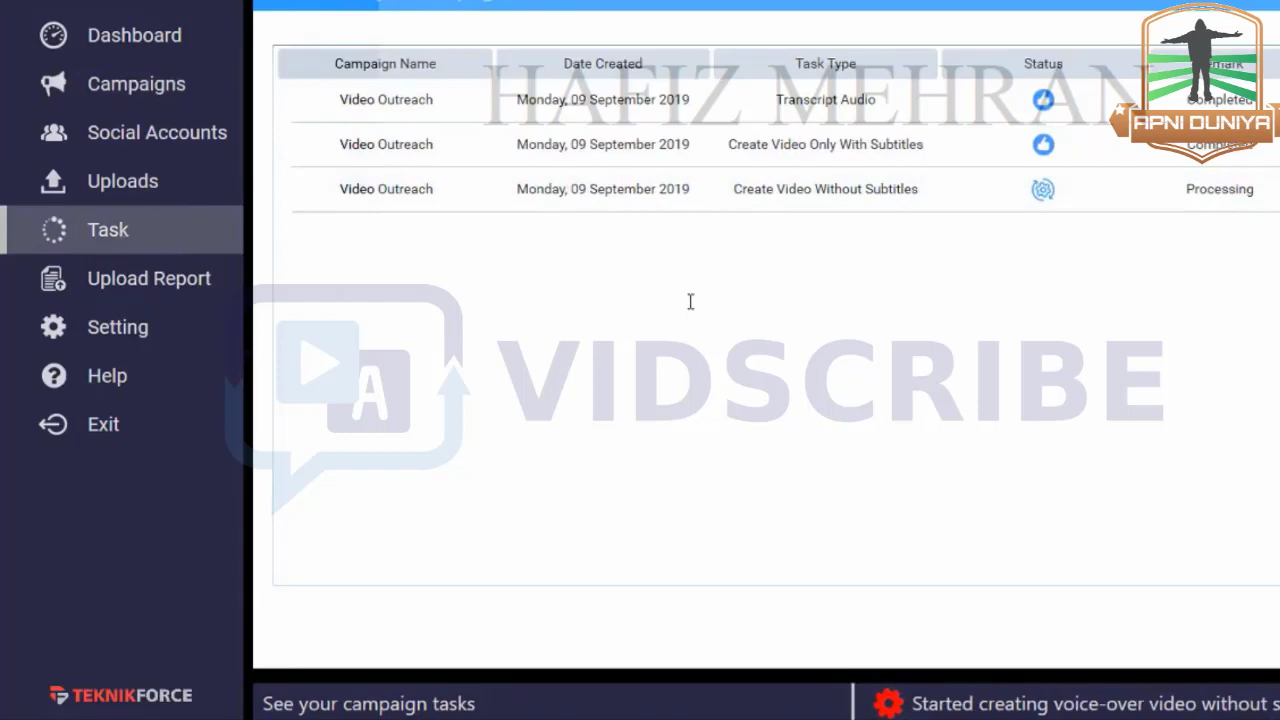 Dashboard
Campaigns
Social Accounts
Uploads
Task
Upload Report
Setting
Help
Exit
TEKNIKFORCE
Campaign Name Date Created Task Type Status
Video Outreach Monday, 09 September 2019 Transcript Audio Completed
Video Outreach Monday, 09 September 2019 Create Video Only With Subtitles
Video Outreach Monday, 09 September 2019 Create Video Without Subtitles Processing
HAFIZ MEHRAN
APNI DUNIYA
A
VIDSCRIBE
See your campaign tasks
Started creating voice-over video without s